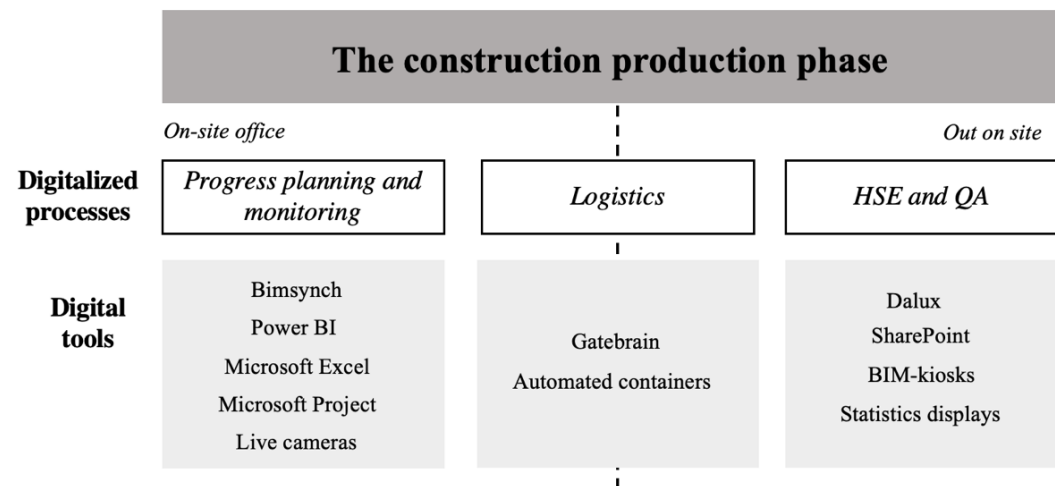 The construction production phase
On-site office
Out on site
Digitalized
processes
Progress planning and
monitoring
Logistics
HSE and QA
Digital
tools
Bimsynch
Power BI
Microsoft Excel
Microsoft Project
Live cameras
Gatebrain
Automated containers
Dalux
SharePoint
BIM-kiosks
Statistics displays